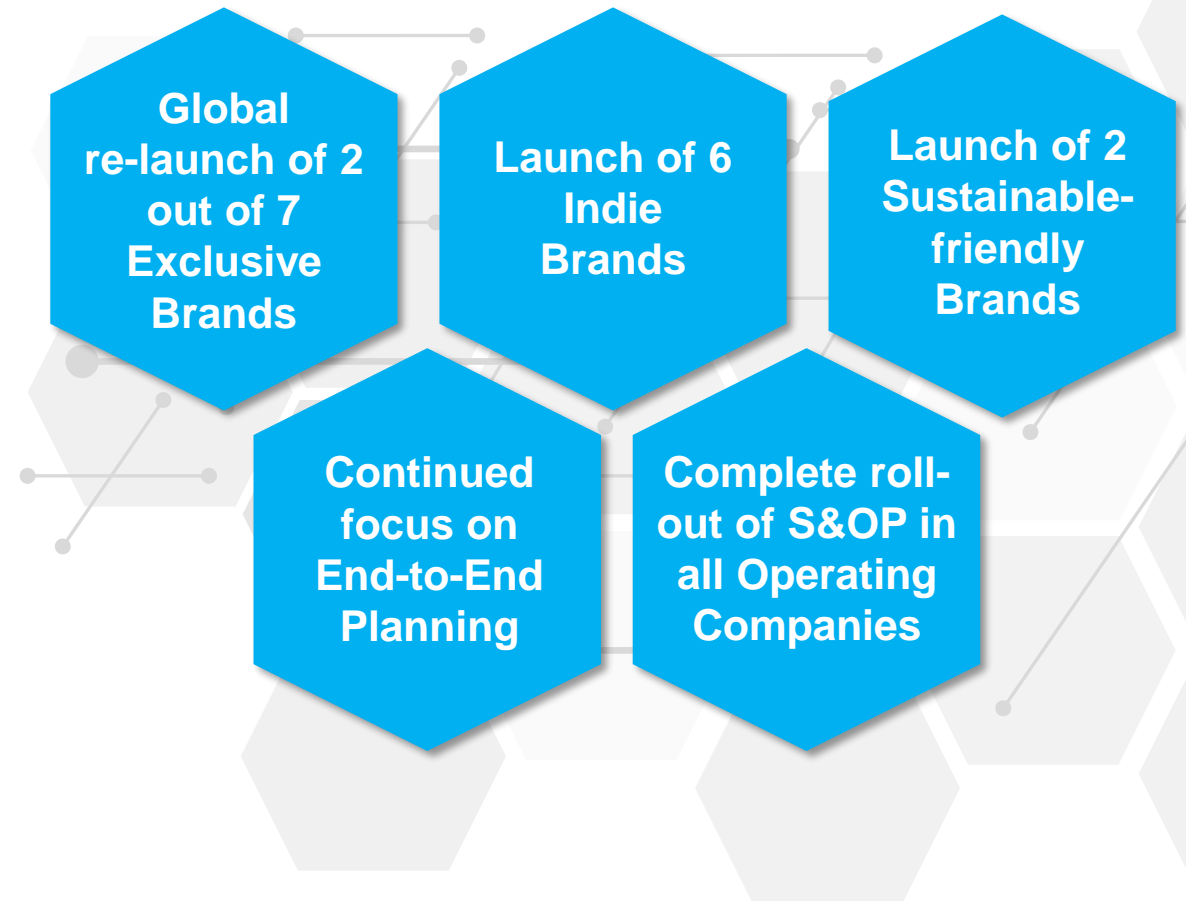 Global
re-launch of 2
out of 7
Exclusive
Brands
Launch of 6
Indie
Brands
Launch of 2
Sustainable-
friendly
Brands
Continued
focus on
End-to-End
Planning
Complete roll-
out of S&OP in
all Operating
Companies